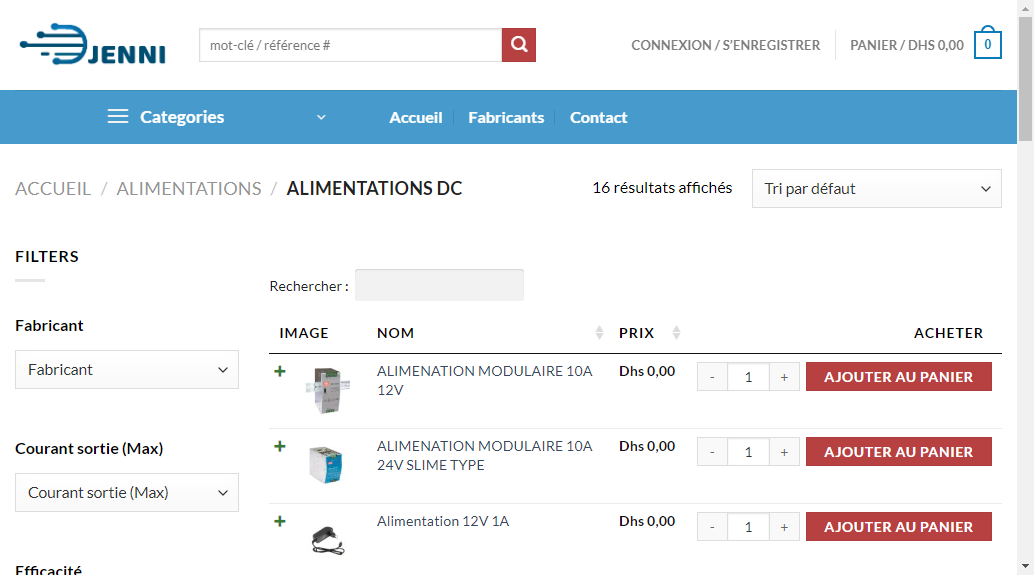 JENNI
mot-clé / référence #
CONNEXION / S'ENREGISTRER
PANIER / DHS 0,00
0
Categories
Accueil
Fabricants
Contact
ACCUEIL / ALIMENTATIONS / ALIMENTATIONS DC
16 résultats affichés
Tri par défaut
FILTERS
Fabricant
Fabricant
Courant sortie (Max)
Courant sortie (Max)
Efficacité
Rechercher :
IMAGE NOM PRIX ACHETER
+ ALIMENATION MODULAIRE 10A
12V
Dhs 0,00 - 1 + AJOUTER AU PANIER
+ ALIMENATION MODULAIRE 10A
24V SLIME TYPE
Dhs 0,00 - 1 + AJOUTER AU PANIER
+ Alimentation 12V 1A
Dhs 0,00 - 1 + AJOUTER AU PANIER